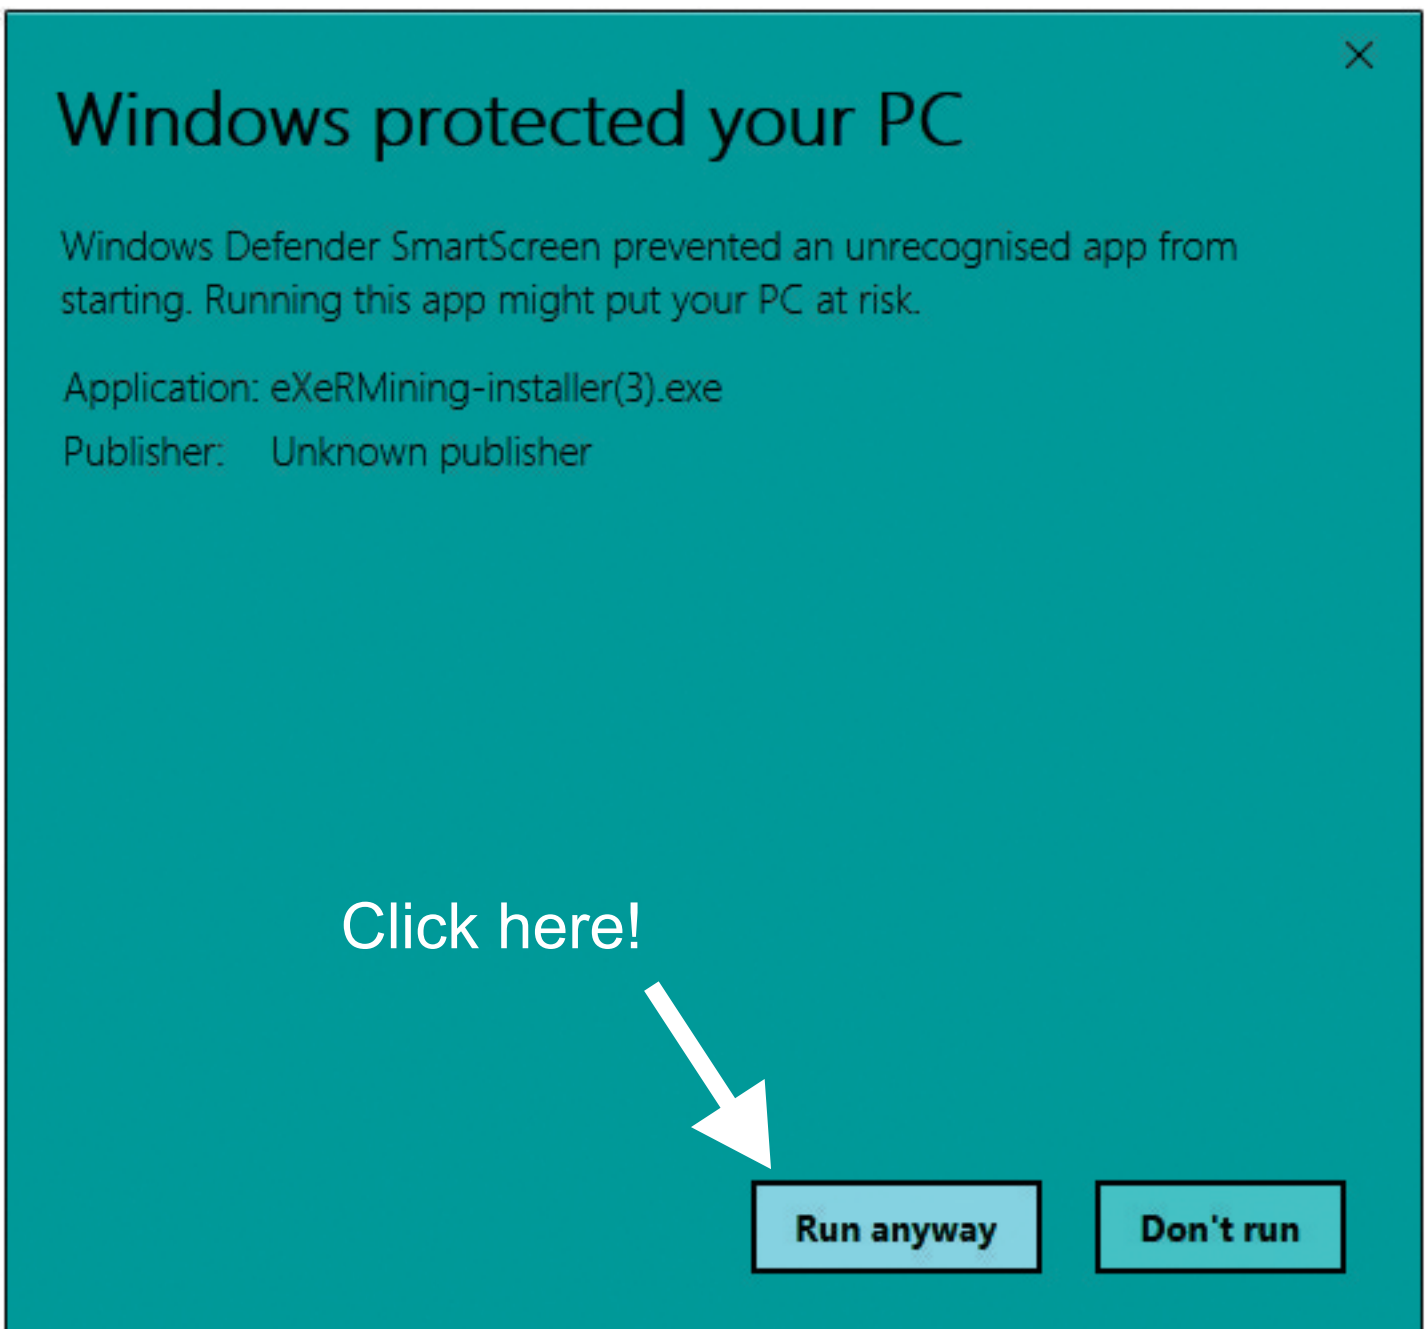 Windows protected your PC
Windows Defender SmartScreen prevented an unrecognised app from
starting. Running this app might put your PC at risk.
Application: eXeRMining-installer(3).exe
Publisher: Unknown publisher
Click here!
Run anyway
Don't run